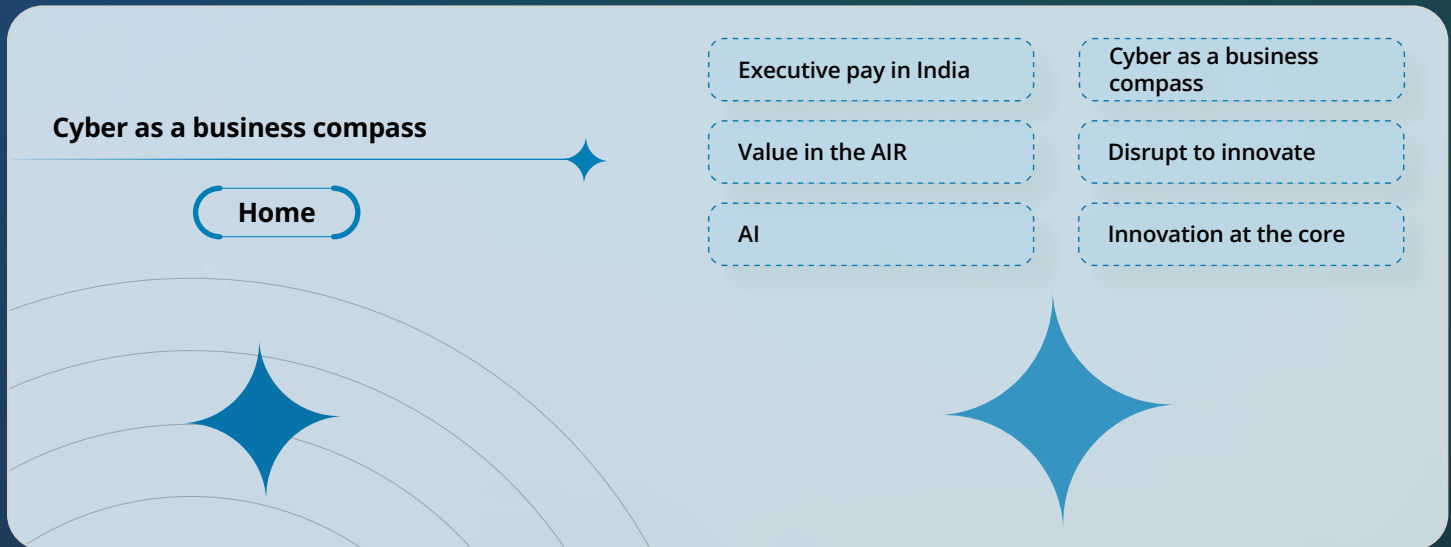 Cyber as a business compass
Home
Executive pay in India
Cyber as a business
compass
Value in the AIR
Disrupt to innovate
AI
Innovation at the core